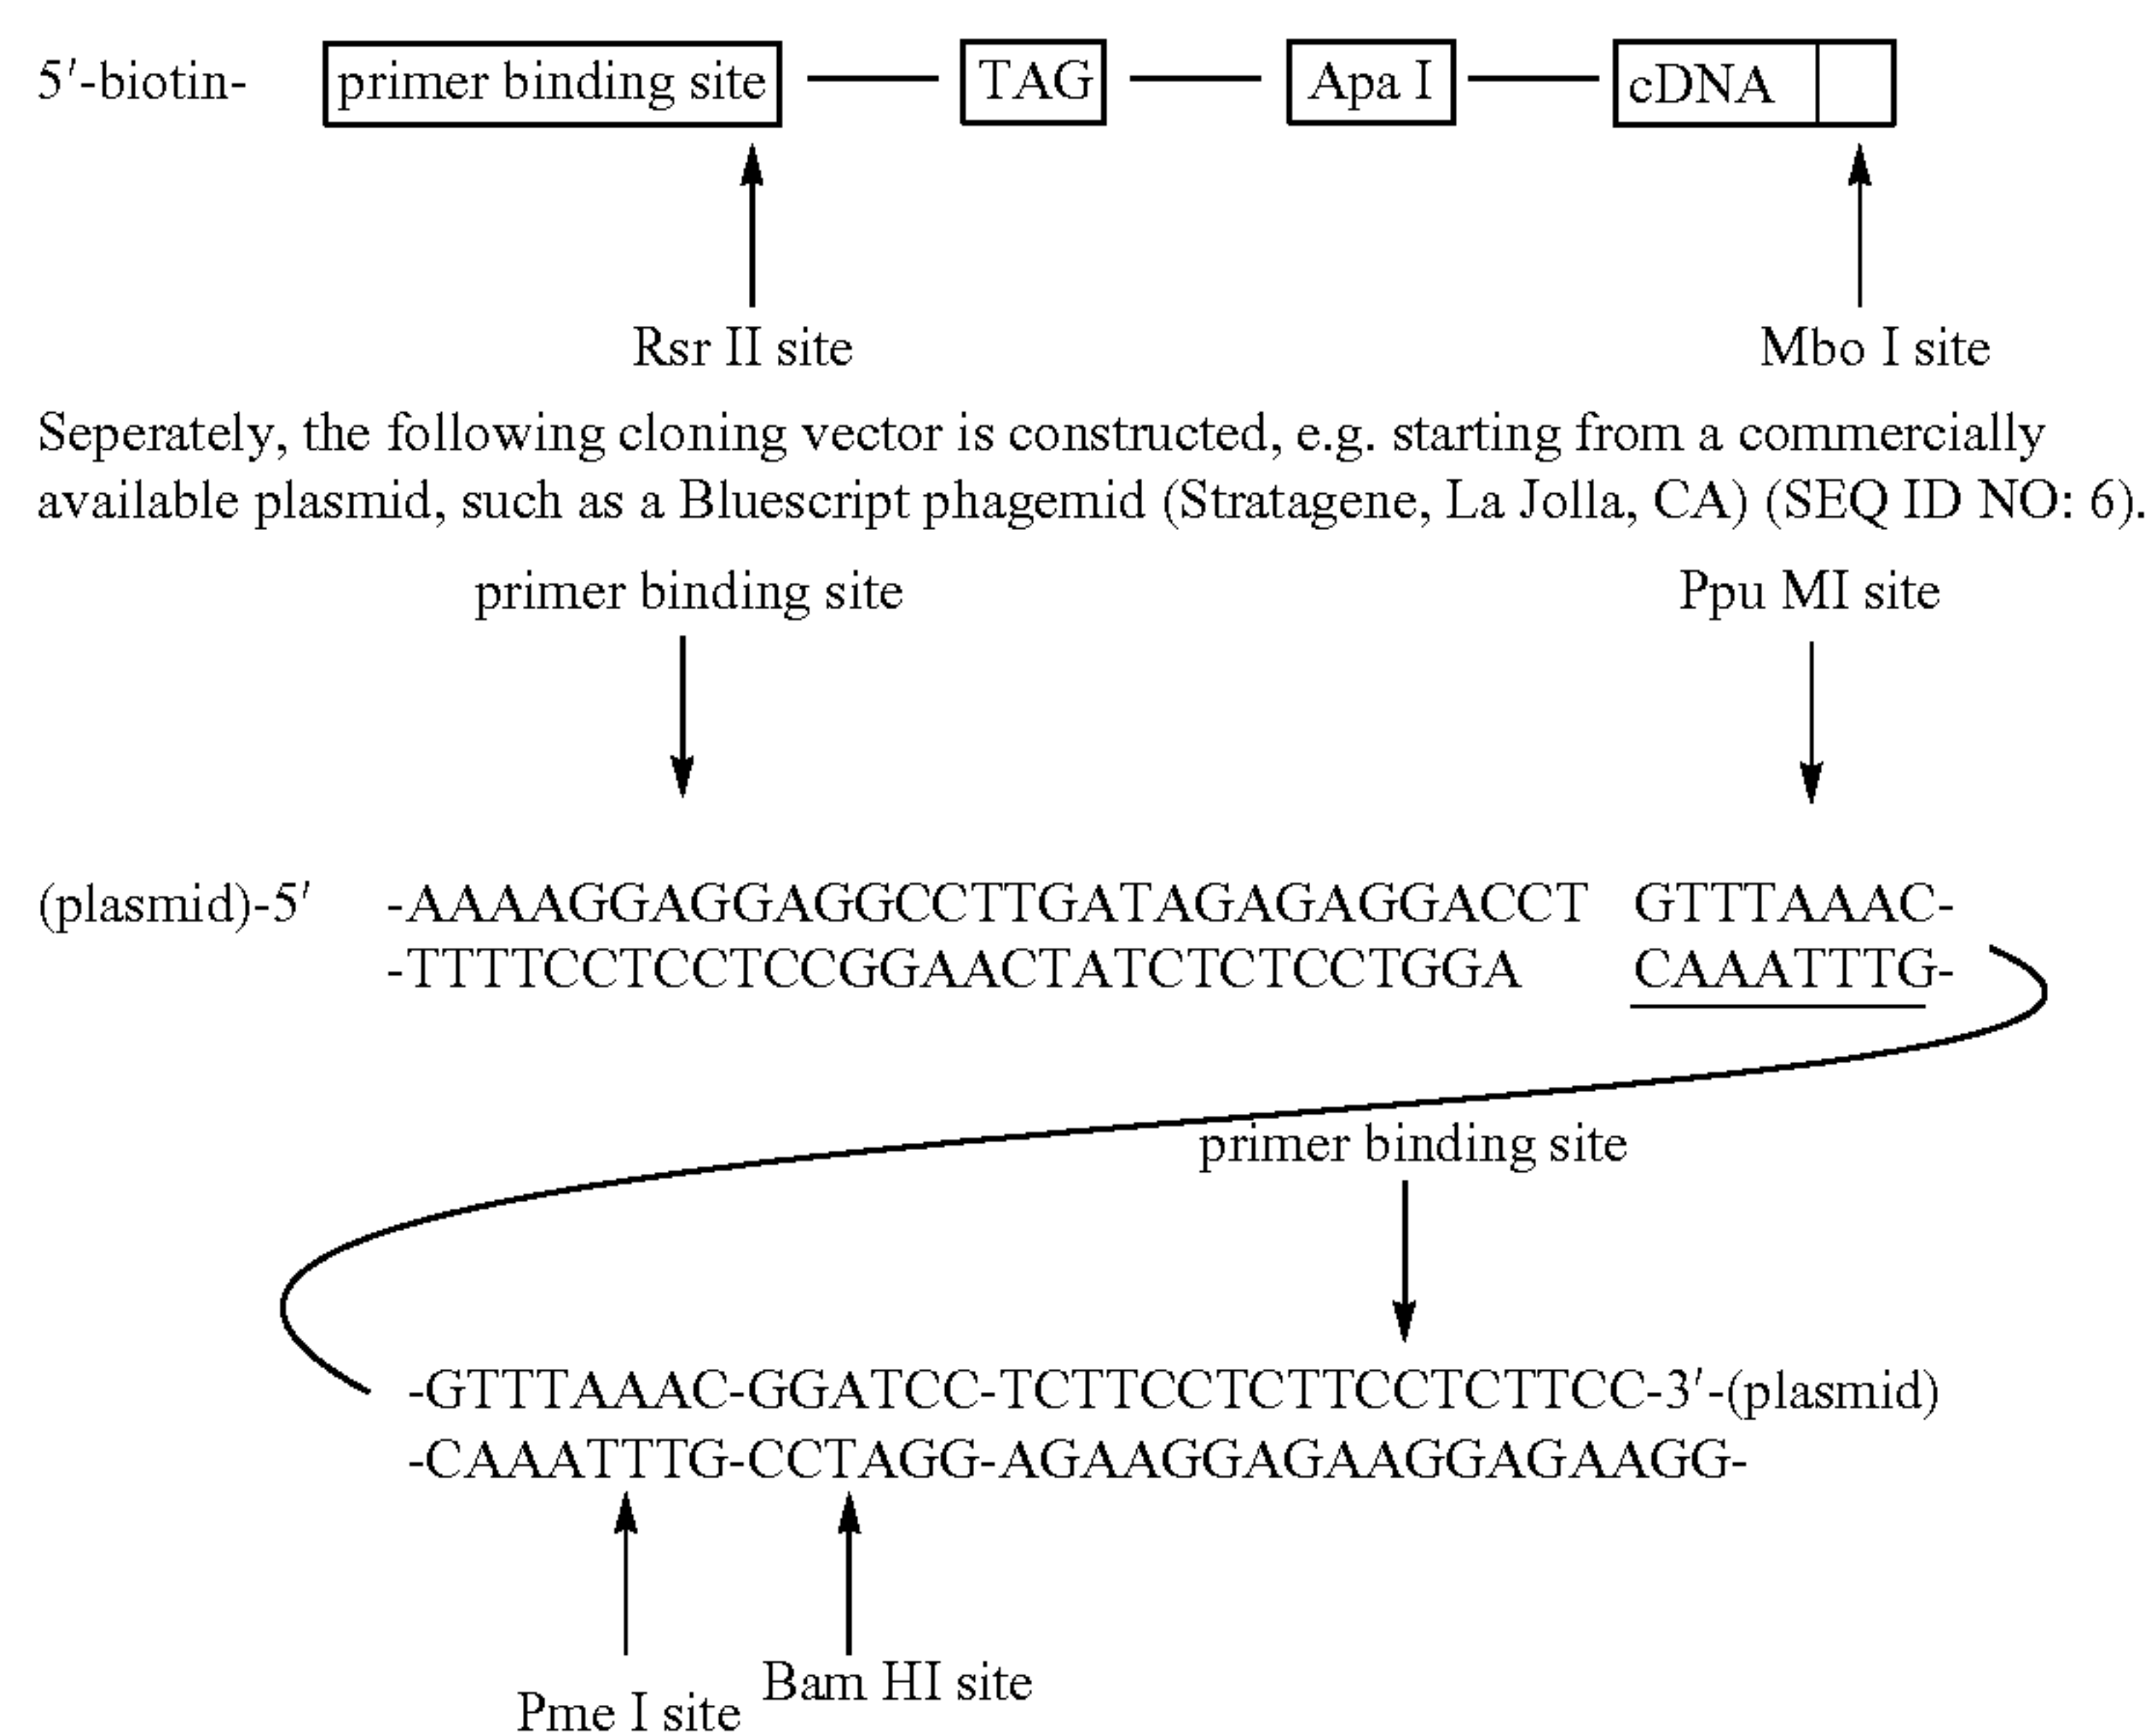 5′-biotin- primer binding site TAG Apa I cDNA
Rsr II site Mbo I site
Seperately, the following cloning vector is constructed, e.g. starting from a commercially
available plasmid, such as a Bluescript phagemid (Stratagene, La Jolla, CA) (SEQ ID NO: 6).
primer binding site Ppu MI site
(plasmid)-5′ -AAAAGGAGGAGGCCTTGATAGAGAGGACCT GTTTAAAC-
-TTTTCCTCCTCCGGAACTATCTCTCCTGGA CAAATTTG-
primer binding site
-GTTTAAAC-GGATCC-TCTTCCTCTTCCTCTTCC-3′-(plasmid)
-CAAATTTG-CCTAGG-AGAAGGAGAAGGAGAAGG-
Bam HI site
Pme I site